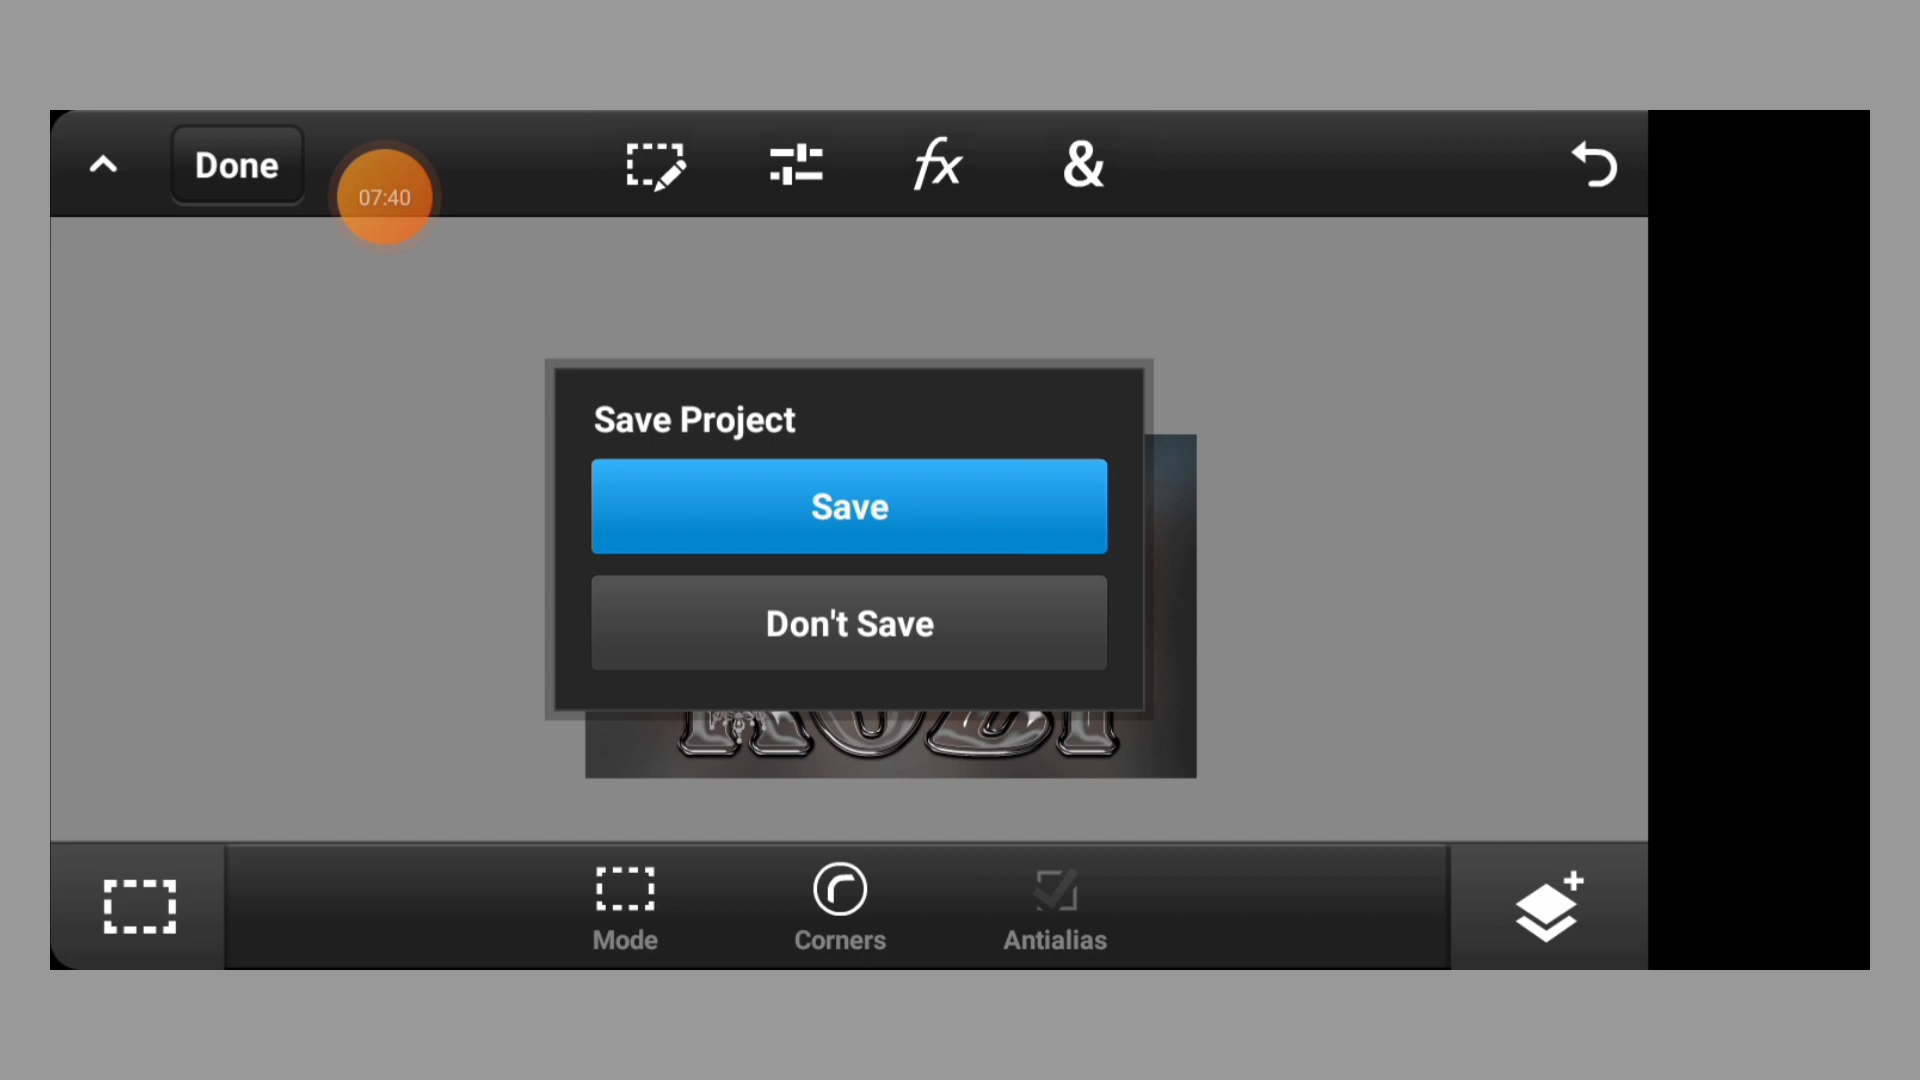 Done
07:40
fx
&
Save Project
Save
Don't Save
Mode
Corners
Antialias